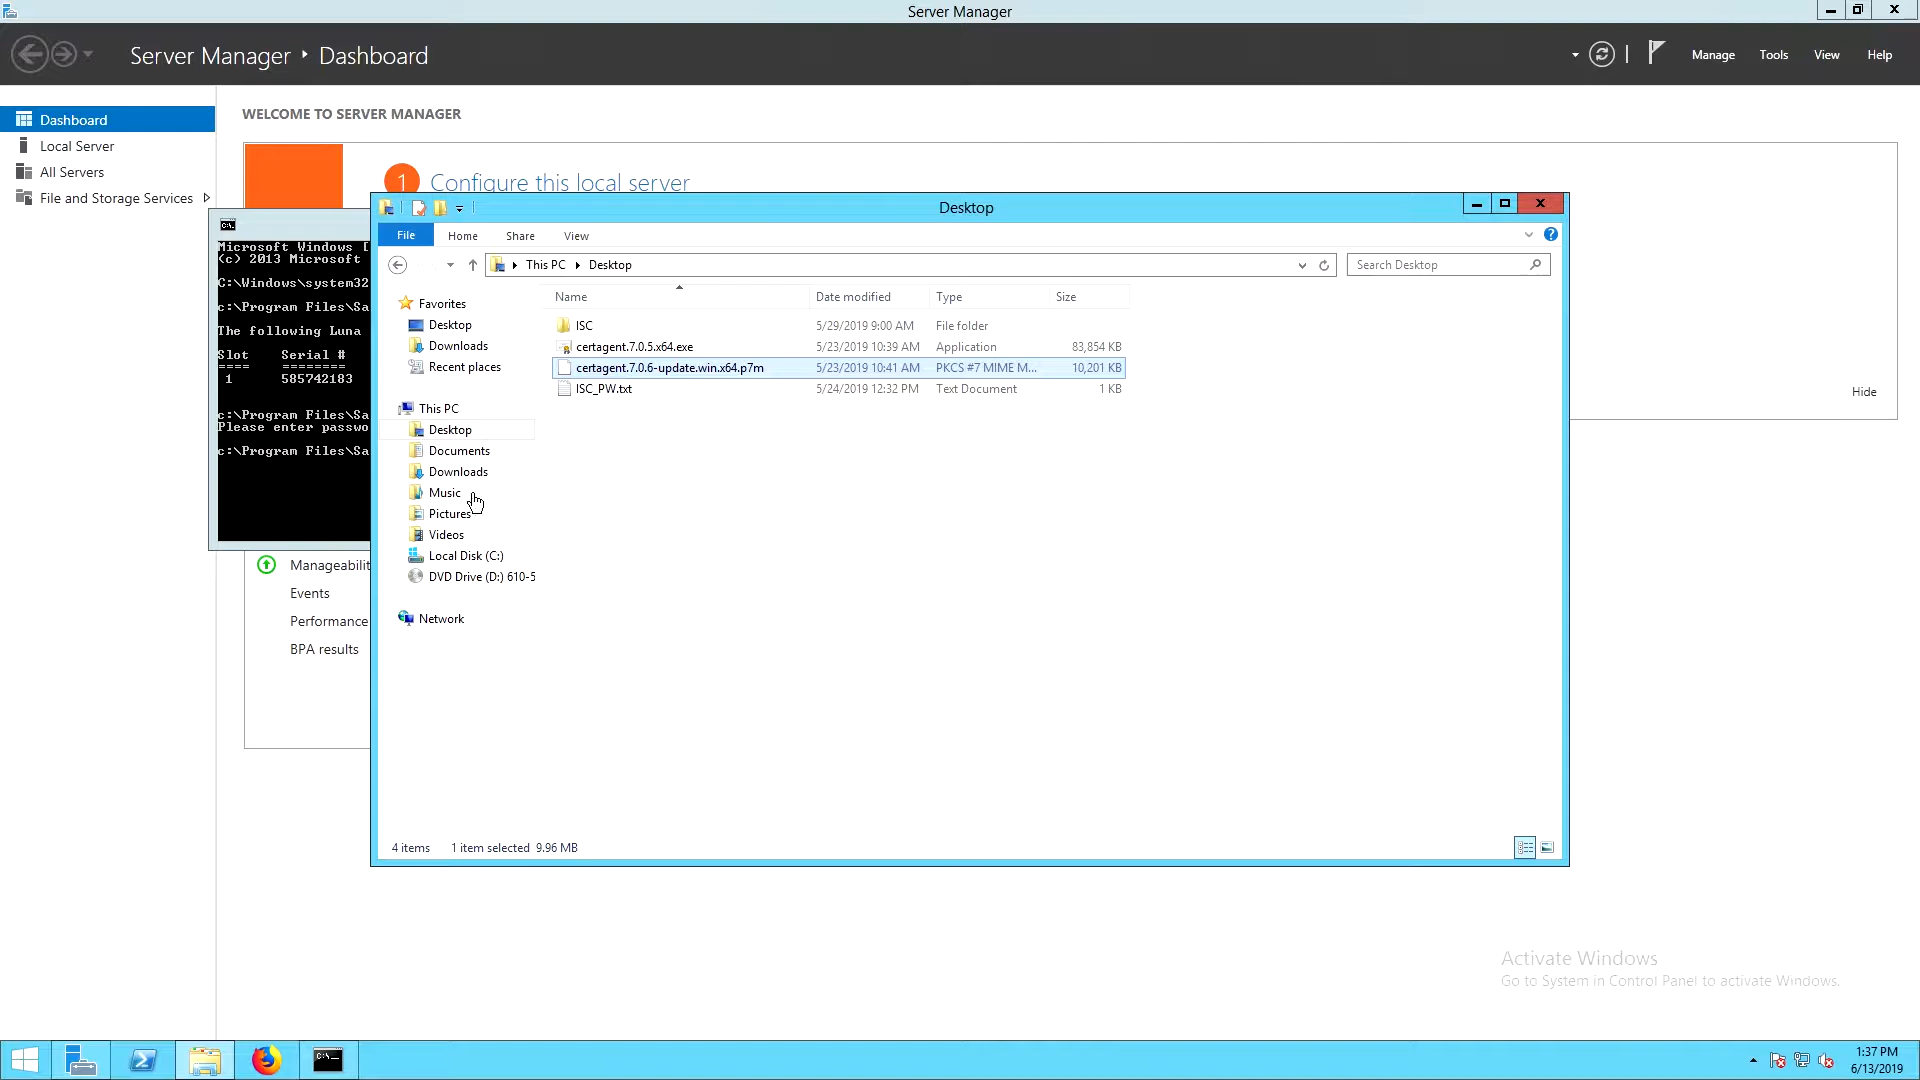 Server Manager
Server Manager ‣ Dashboard
Manage
Tools
View
Help
Dashboard
Local Server
All Servers
File and Storage Services
WELCOME TO SERVER MANAGER
1
Configure this local server
Hide
Microsoft Windows [
(c) 2013 Microsoft
C:\Windows\system32
c:\Program Files\Sa
The following Luna
Slot Serial #
==== ========
1 585742183
c:\Program Files\Sa
Please enter passwo
c:\Program Files\Sa
Manageabilit
Events
Performance
BPA results
Desktop
File
Home
Share
View
This PC
Desktop
Search Desktop
Favorites
Desktop
Downloads
Recent places
This PC
Desktop
Documents
Downloads
Music
Pictures
Videos
Local Disk (C:)
DVD Drive (D:) 610-5
Network
Name Date modified Type Size
ISC 5/29/2019 9:00 AM File folder
certagent.7.0.5.x64.exe 5/23/2019 10:39 AM Application 83,854 KB
certagent.7.0.6-update.win.x64.p7m 5/23/2019 10:41 AM PKCS #7 MIME M... 10,201 KB
ISC_PW.txt 5/24/2019 12:32 PM Text Document 1 KB
4 items 1 item selected 9.96 MB
Activate Windows
Go to System in Control Panel to activate Windows.
1:37 PM
6/13/2019